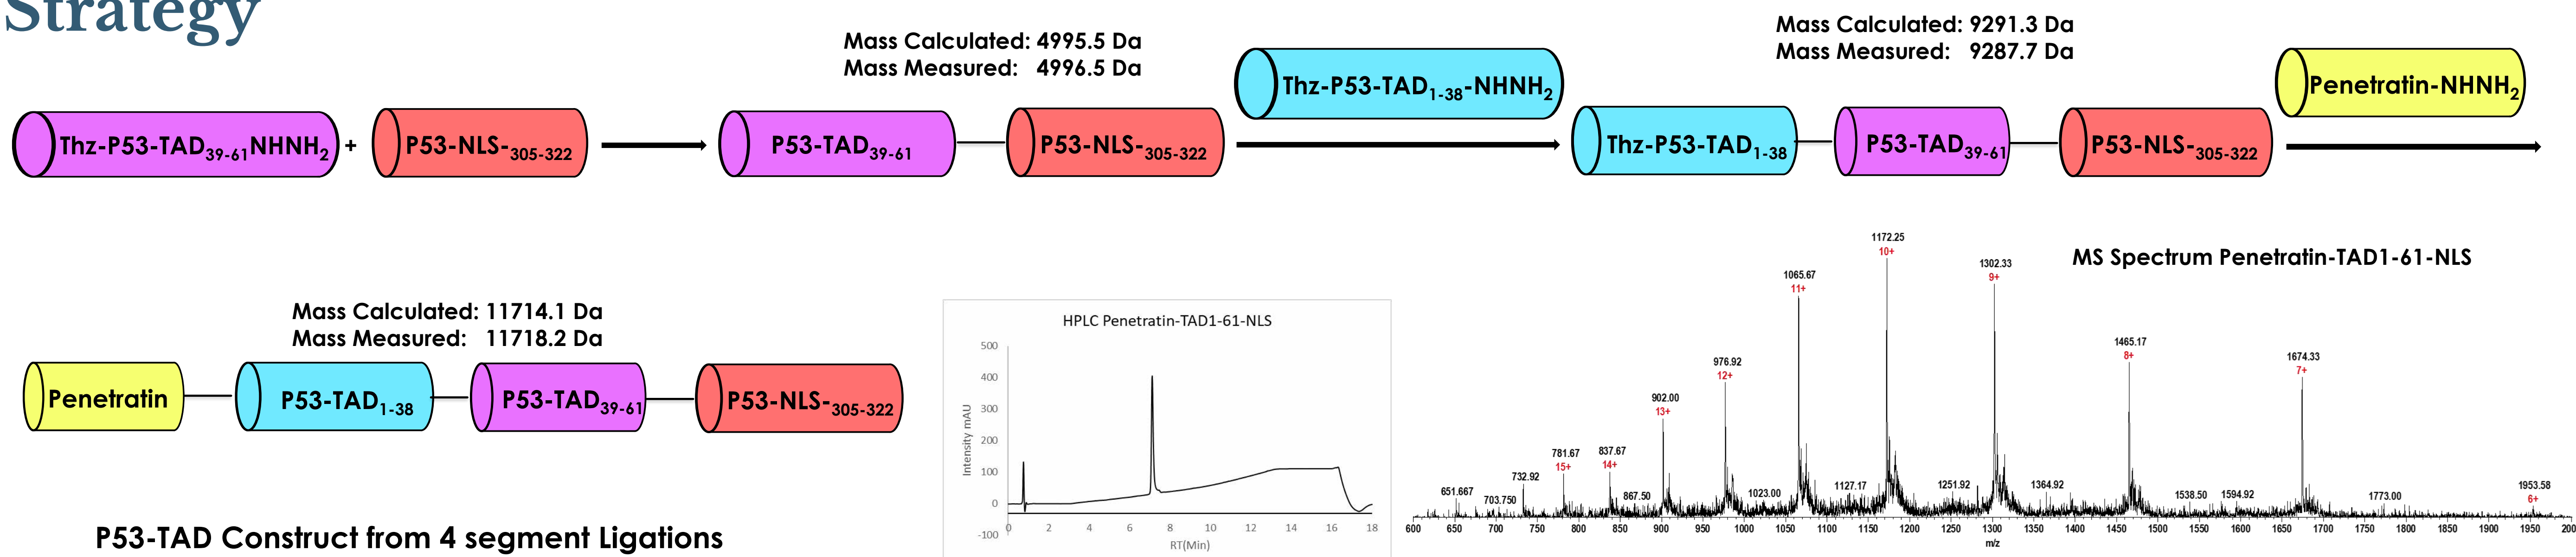 Strategy
Mass Calculated: 4995.5 Da
Mass Measured: 4996.5 Da
Mass Calculated: 9291.3 Da
Mass Measured: 9287.7 Da
Thz-P53-TAD39-61NHNH2
+
P53-NLS-305-322
P53-TAD39-61
P53-NLS-305-322
Thz-P53-TAD1-38-NHNH2
Thz-P53-TAD1-38
P53-TAD39-61
P53-NLS-305-322
Penetratin-NHNH2
Mass Calculated: 11714.1 Da
Mass Measured: 11718.2 Da
Penetratin
P53-TAD1-38
P53-TAD39-61
P53-NLS-305-322
P53-TAD Construct from 4 segment Ligations
HPLC Penetratin-TAD1-61-NLS
Intensity mAU
500
400
300
200
100
0
-100
0 2 4 6 8 10 12 14 16 18
RT(Min)
MS Spectrum Penetratin-TAD1-61-NLS
651.667
703.750
732.92
781.67
15+
837.67
14+
867.50
902.00
13+
976.92
12+
1023.00
1065.67
11+
1127.17
1172.25
10+
1251.92
1302.33
9+
1364.92
1465.17
8+
1538.50
1594.92
1674.33
7+
1773.00
1953.58
6+
600 650 700 750 800 850 900 950 1000 1050 1100 1150 1200 1250 1300 1350 1400 1450 1500 1550 1600 1650 1700 1750 1800 1850 1900 1950 200
m/z